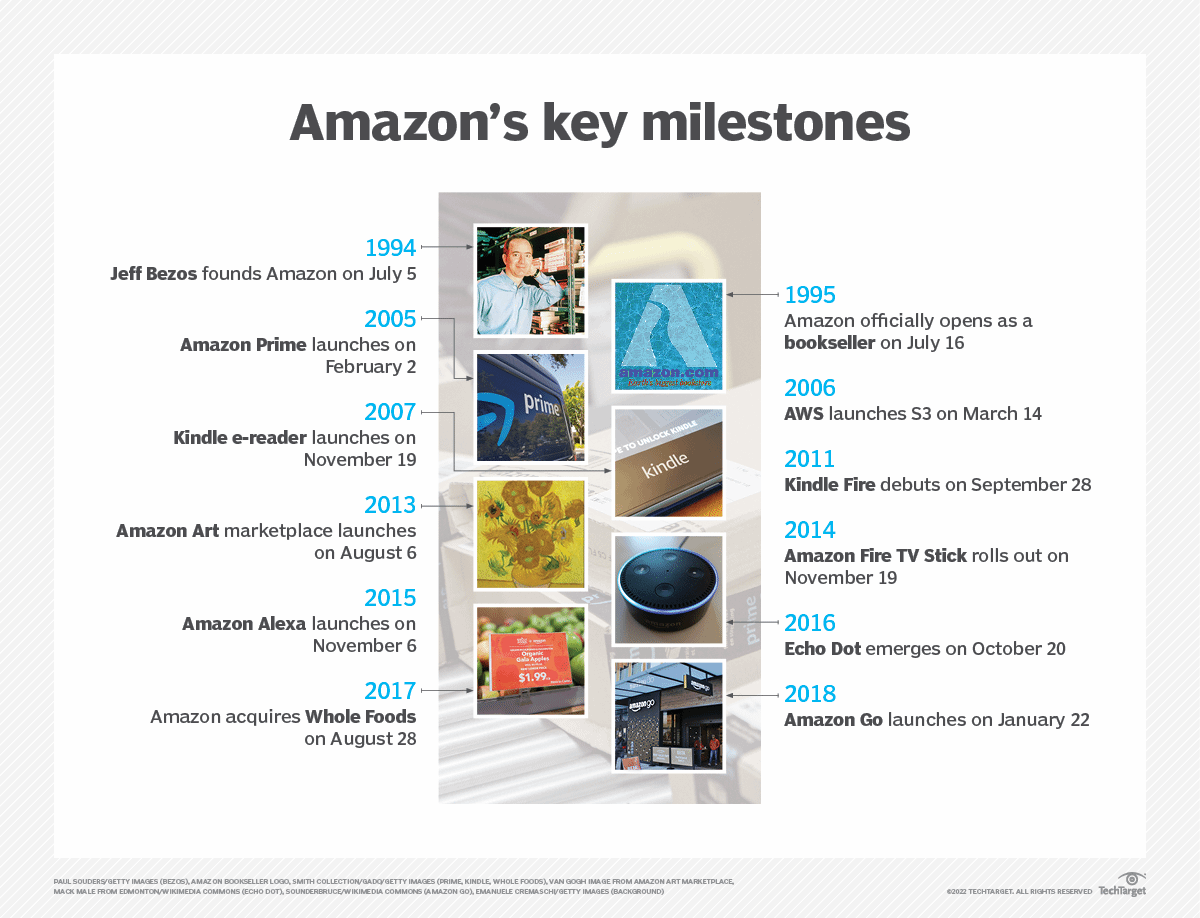 Amazon's key milestones
1994
Jeff Bezos founds Amazon on July 5
2005
Amazon Prime launches on
February 2
2007
Kindle e-reader launches on
November 19
2013
Amazon Art marketplace launches
on August 6
2015
Amazon Alexa launches on
November 6
2017
Amazon acquires Whole Foods
on August 28
amazon.com
prime
E TO UNLOCK KINDLE
kindle
Organic
Gala Apples
$1.99
amazon go
prime
1995
Amazon officially opens as a
bookseller on July 16
2006
AWS launches S3 on March 14
2011
Kindle Fire debuts on September 28
2014
Amazon Fire TV Stick rolls out on
November 19
2016
Echo Dot emerges on October 20
2018
Amazon Go launches on January 22
PAUL SOUDERS/GETTY IMAGES (BEZOS), AMAZON BOOKSELLER LOGO, SMITH COLLECTION/GADO/GETTY IMAGES (PRIME, KINDLE, WHOLE FOODS), VAN GOGH IMAGE FROM AMAZON ART MARKETPLACE,
MACK MALE FROM EDMONTON/WIKIMEDIA COMMONS (ECHO DOT), SOUNDERBRUCE/WIKIMEDIA COMMONS (AMAZON GO), EMANUELE CREMASCHI/GETTY IMAGES (BACKGROUND)
©2022 TECHTARGET. ALL RIGHTS RESERVED
TechTarget